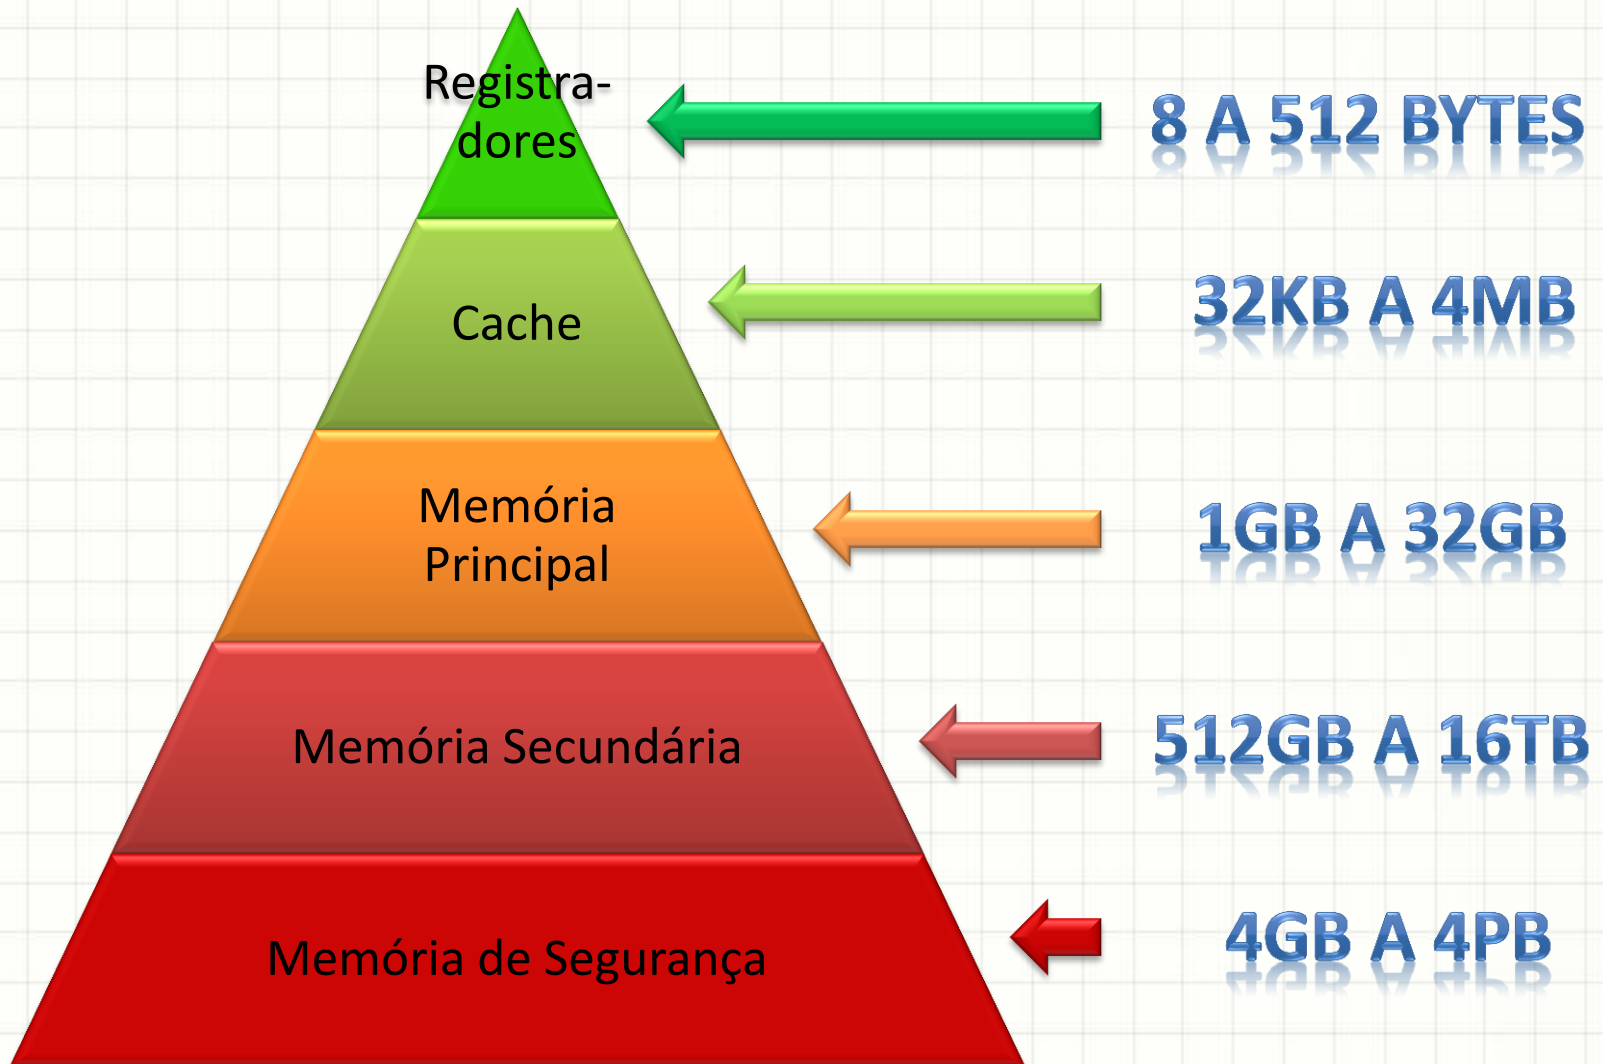 Registra-
dores
8 A 512 BYTES
Cache
32KB A 4MB
Memória
Principal
1GB A 32GB
Memória Secundária
512GB A 16TB
Memória de Segurança
4GB A 4PB